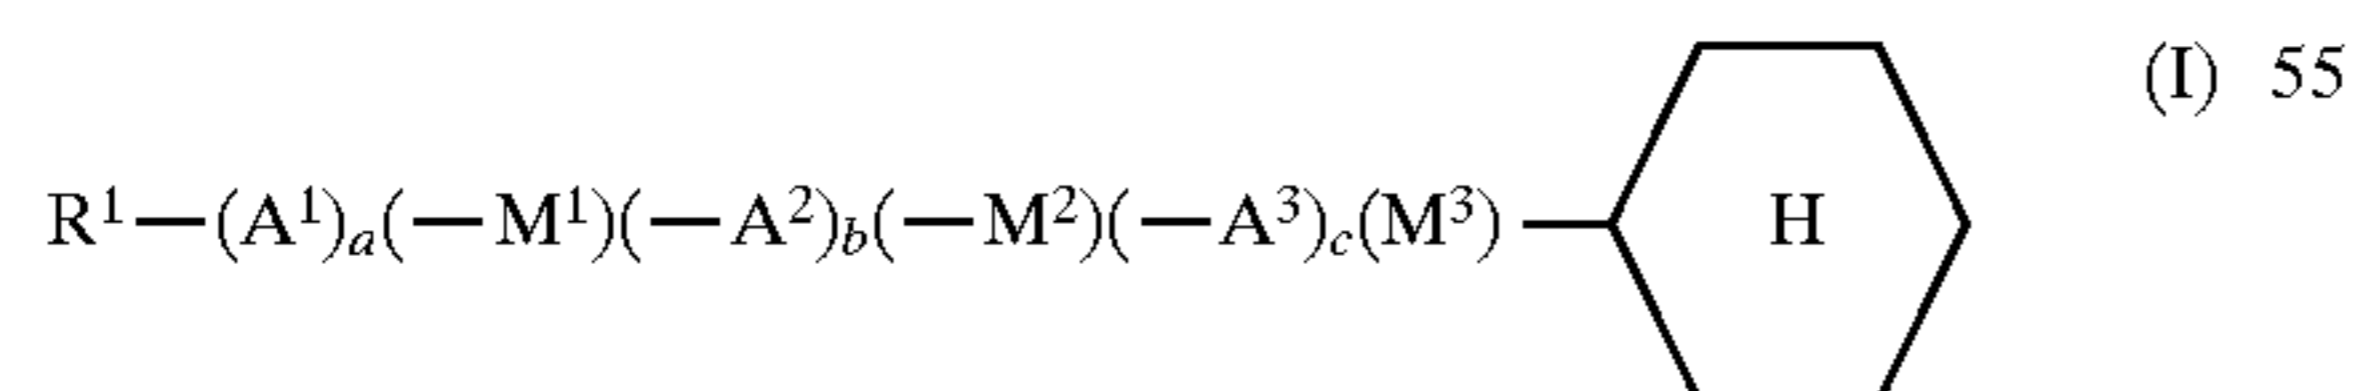 (I) 55
R¹—(A¹)ₐ(—M¹)(—A²)b(—M²)(—A³)c(M³)— H